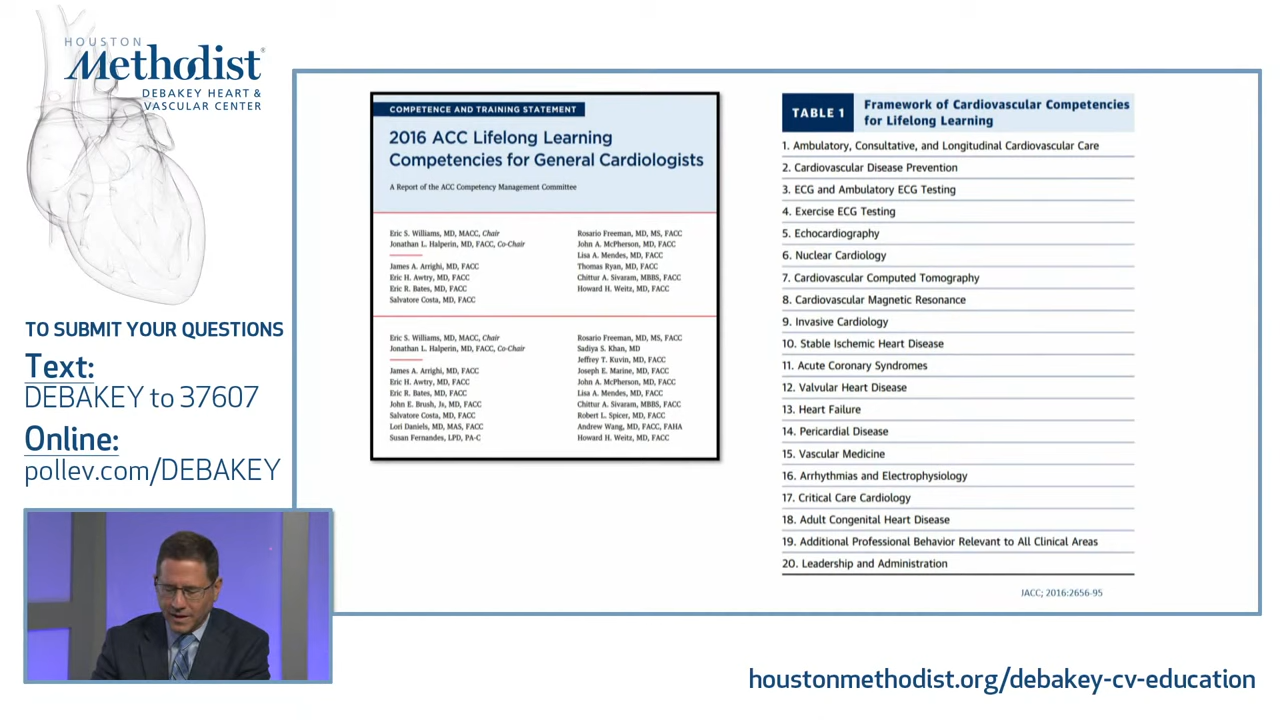 HOUSTON
Methodist®
DEBAKEY HEART &
VASCULAR CENTER
TO SUBMIT YOUR QUESTIONS
Text:
DEBAKEY to 37607
Online:
pollev.com/DEBAKEY
COMPETENCE AND TRAINING STATEMENT
2016 ACC Lifelong Learning
Competencies for General Cardiologists
A Report of the ACC Competency Management Committee
Eric S. Williams, MD, MACC, Chair
Jonathan L. Halperin, MD, FACC, Co-Chair
James A. Arrighi, MD, FACC
Eric H. Awtry, MD, FACC
Eric R. Bates, MD, FACC
Salvatore Costa, MD, FACC
Rosario Freeman, MD, MS, FACC
John A. McPherson, MD, FACC
Lisa A. Mendes, MD, FACC
Thomas Ryan, MD, FACC
Chittur A. Sivaram, MBBS, FACC
Howard H. Weitz, MD, FACC
Eric S. Williams, MD, MACC, Chair
Jonathan L. Halperin, MD, FACC, Co-Chair
James A. Arrighi, MD, FACC
Eric H. Awtry, MD, FACC
Eric R. Bates, MD, FACC
John E. Brush, Jr, MD, FACC
Salvatore Costa, MD, FACC
Lori Daniels, MD, MAS, FACC
Susan Fernandes, LPD, PA-C
Rosario Freeman, MD, MS, FACC
Sadiya S. Khan, MD
Jeffrey T. Kuvin, MD, FACC
Joseph E. Marine, MD, FACC
John A. McPherson, MD, FACC
Lisa A. Mendes, MD, FACC
Chittur A. Sivaram, MBBS, FACC
Robert L. Spicer, MD, FACC
Andrew Wang, MD, FACC, FAHA
Howard H. Weitz, MD, FACC
TABLE 1
Framework of Cardiovascular Competencies
for Lifelong Learning
1. Ambulatory, Consultative, and Longitudinal Cardiovascular Care
2. Cardiovascular Disease Prevention
3. ECG and Ambulatory ECG Testing
4. Exercise ECG Testing
5. Echocardiography
6. Nuclear Cardiology
7. Cardiovascular Computed Tomography
8. Cardiovascular Magnetic Resonance
9. Invasive Cardiology
10. Stable Ischemic Heart Disease
11. Acute Coronary Syndromes
12. Valvular Heart Disease
13. Heart Failure
14. Pericardial Disease
15. Vascular Medicine
16. Arrhythmias and Electrophysiology
17. Critical Care Cardiology
18. Adult Congenital Heart Disease
19. Additional Professional Behavior Relevant to All Clinical Areas
20. Leadership and Administration
JACC; 2016:2656-95
houstonmethodist.org/debakey-cv-education